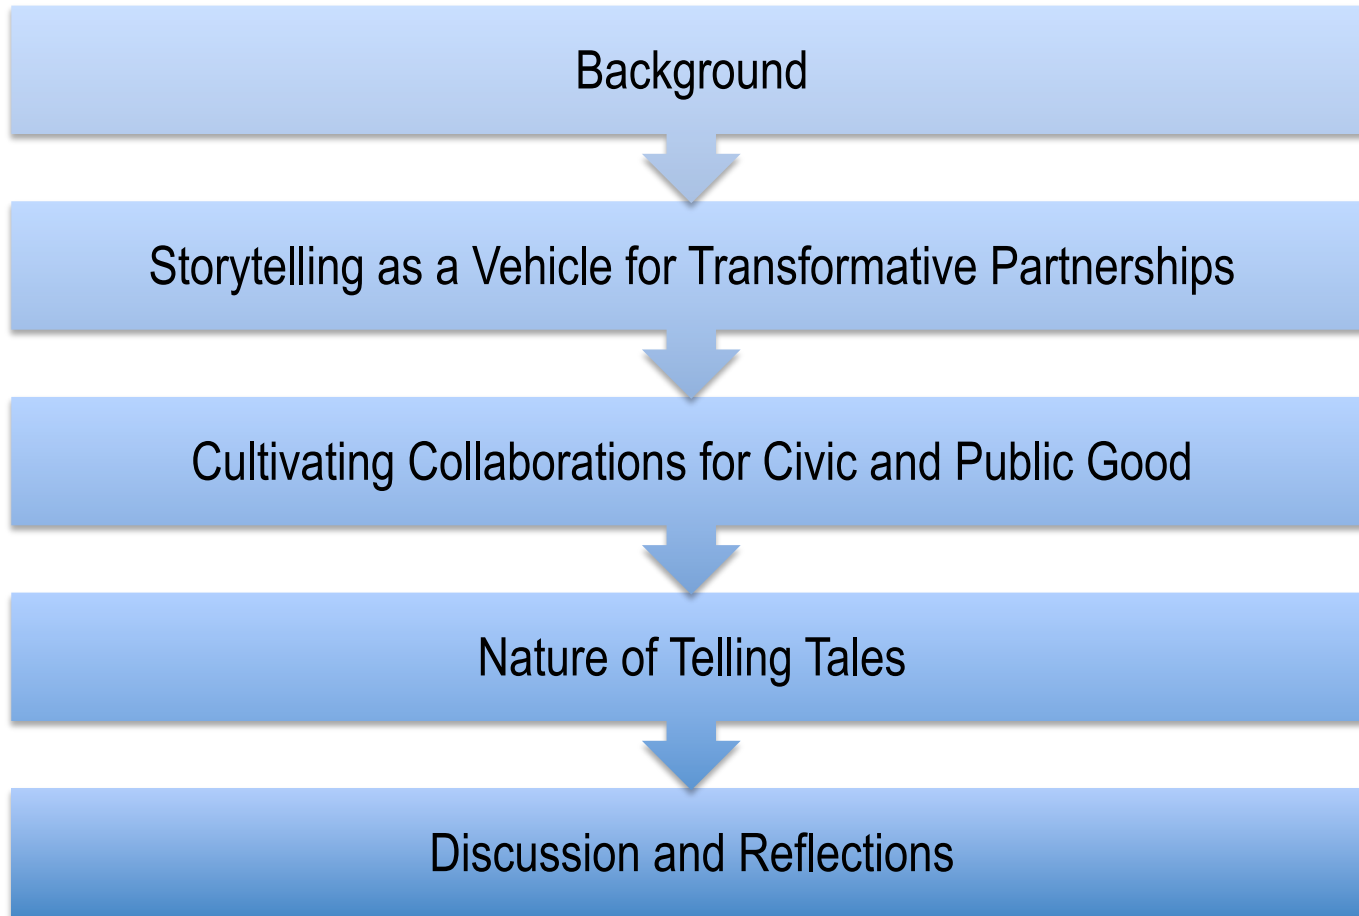 Background
Storytelling as a Vehicle for Transformative Partnerships
Cultivating Collaborations for Civic and Public Good
Nature of Telling Tales
Discussion and Reflections